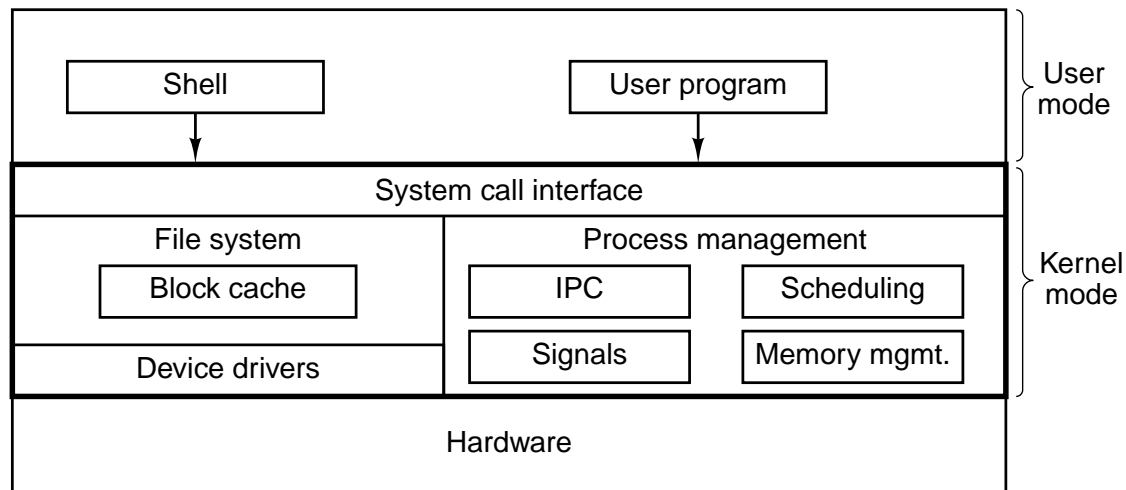 Shell
User program
User
mode
System call interface
File system
Process management
Block cache
IPC
Scheduling
Kernel
mode
Signals
Memory mgmt.
Device drivers
Hardware